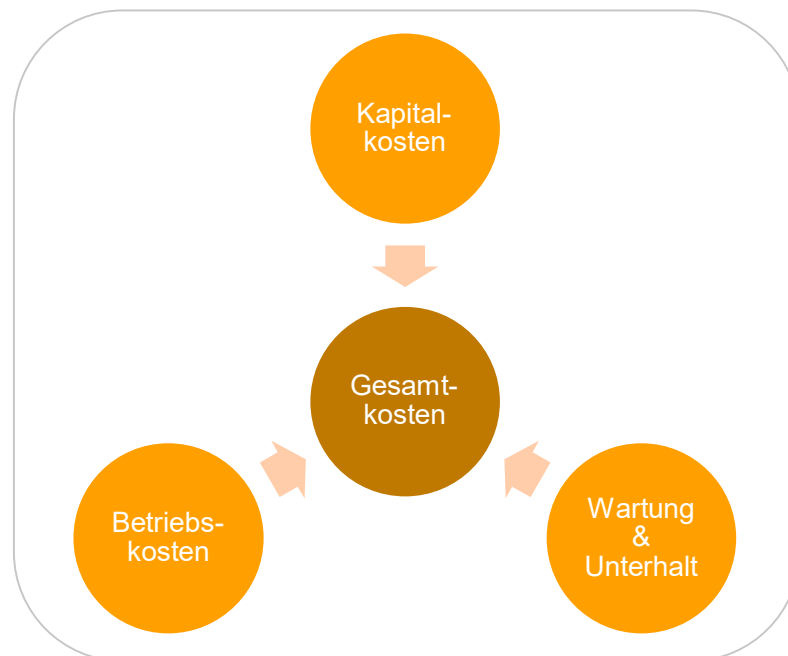 Kapital-
kosten
Gesamt-
kosten
Betriebs-
kosten
Wartung
&
Unterhalt